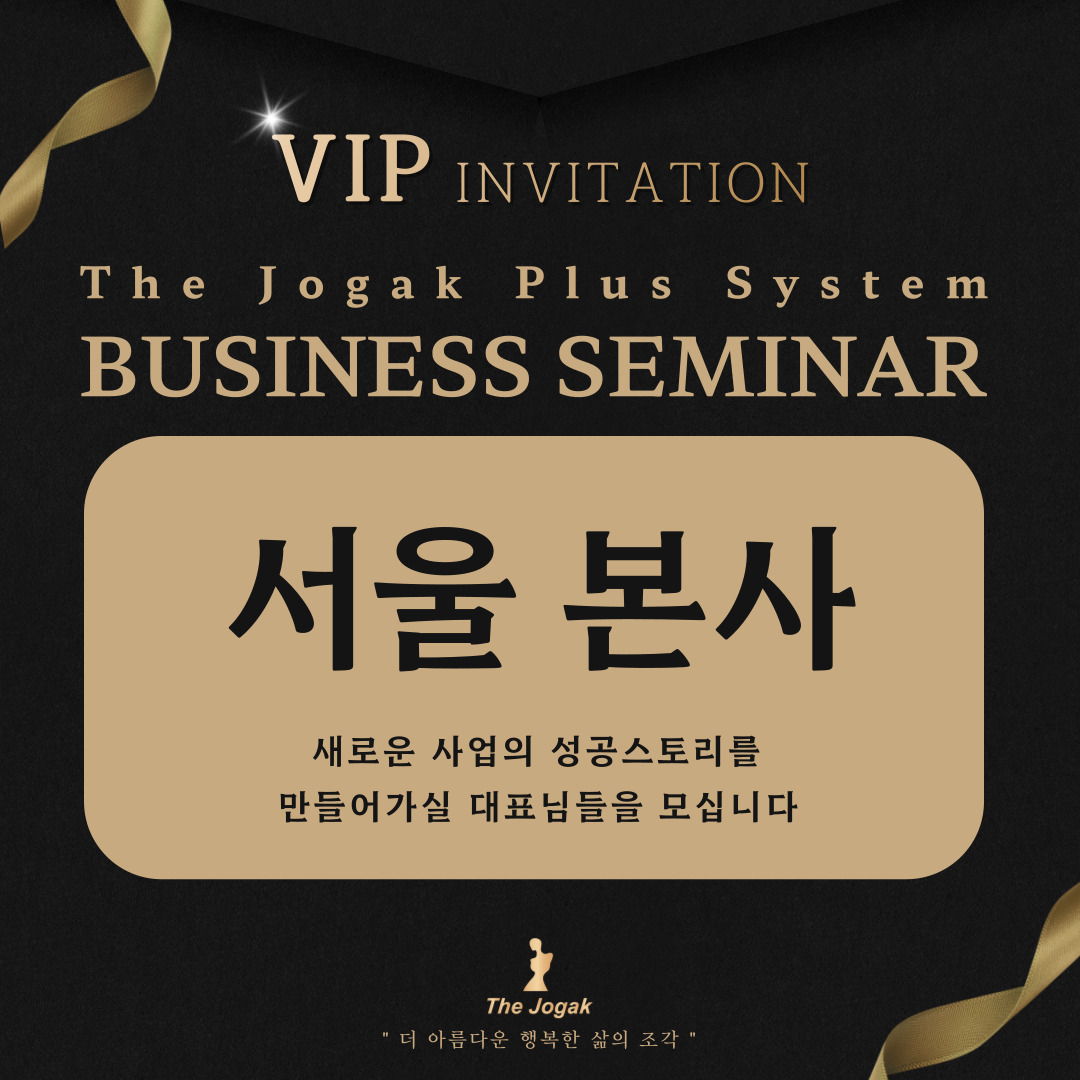 VIP INVITATION
The Jogak Plus System
BUSINESS SEMINAR
서울 본사
새로운 사업의 성공스토리를
만들어가실 대표님들을 모십니다
The Jogak
" 더 아름다운 행복한 삶의 조각 "